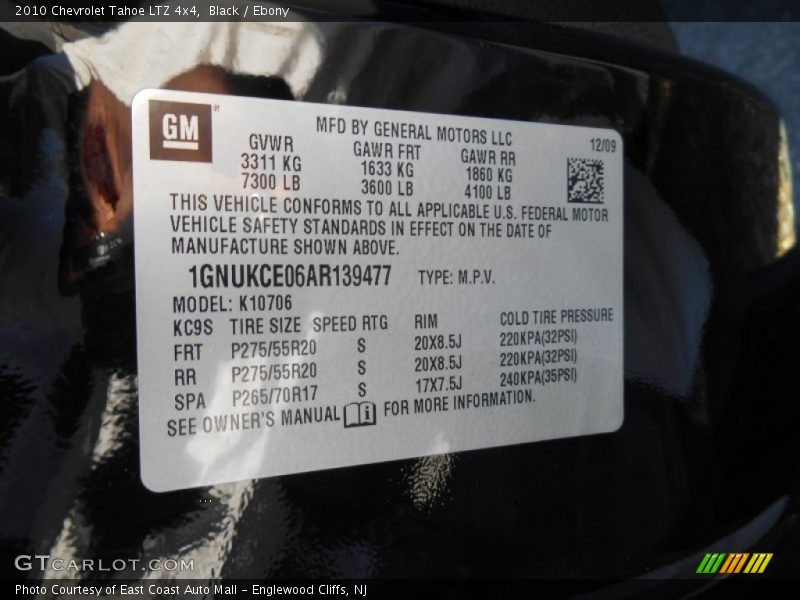 2010 Chevrolet Tahoe LTZ 4x4, Black / Ebony
GM
MFD BY GENERAL MOTORS LLC
12/09
GVWR GAWR FRT GAWR RR
3311 KG 1633 KG 1860 KG
7300 LB 3600 LB 4100 LB
THIS VEHICLE CONFORMS TO ALL APPLICABLE U.S. FEDERAL MOTOR
VEHICLE SAFETY STANDARDS IN EFFECT ON THE DATE OF
MANUFACTURE SHOWN ABOVE.
1GNUKCE06AR139477 TYPE: M.P.V.
MODEL: K10706
KC9S TIRE SIZE SPEED RTG RIM COLD TIRE PRESSURE
FRT P275/55R20 S 20X8.5J 220KPA(32PSI)
RR P275/55R20 S 20X8.5J 220KPA(32PSI)
SPA P265/70R17 S 17X7.5J 240KPA(35PSI)
SEE OWNER'S MANUAL i FOR MORE INFORMATION.
GTCARLOT.COM
Photo Courtesy of East Coast Auto Mall - Englewood Cliffs, NJ